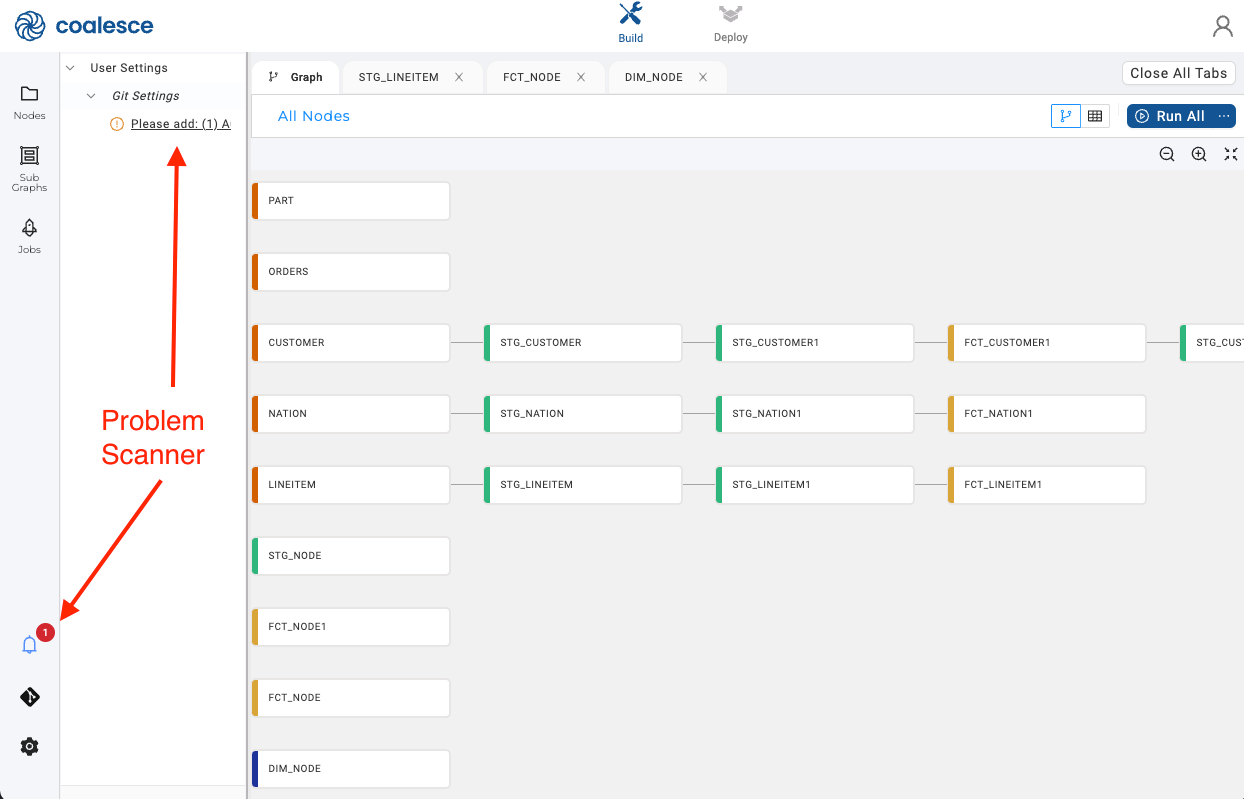 coalesce
Build
Deploy
Nodes
Sub
Graphs
Jobs
1
User Settings
Git Settings
Please add: (1) A
Problem
Scanner
Graph
STG_LINEITEM
FCT_NODE
DIM_NODE
Close All Tabs
All Nodes
Run All
PART
ORDERS
CUSTOMER
STG_CUSTOMER
STG_CUSTOMER1
FCT_CUSTOMER1
STG_CUST
NATION
STG_NATION
STG_NATION1
FCT_NATION1
LINEITEM
STG_LINEITEM
STG_LINEITEM1
FCT_LINEITEM1
STG_NODE
FCT_NODE1
FCT_NODE
DIM_NODE